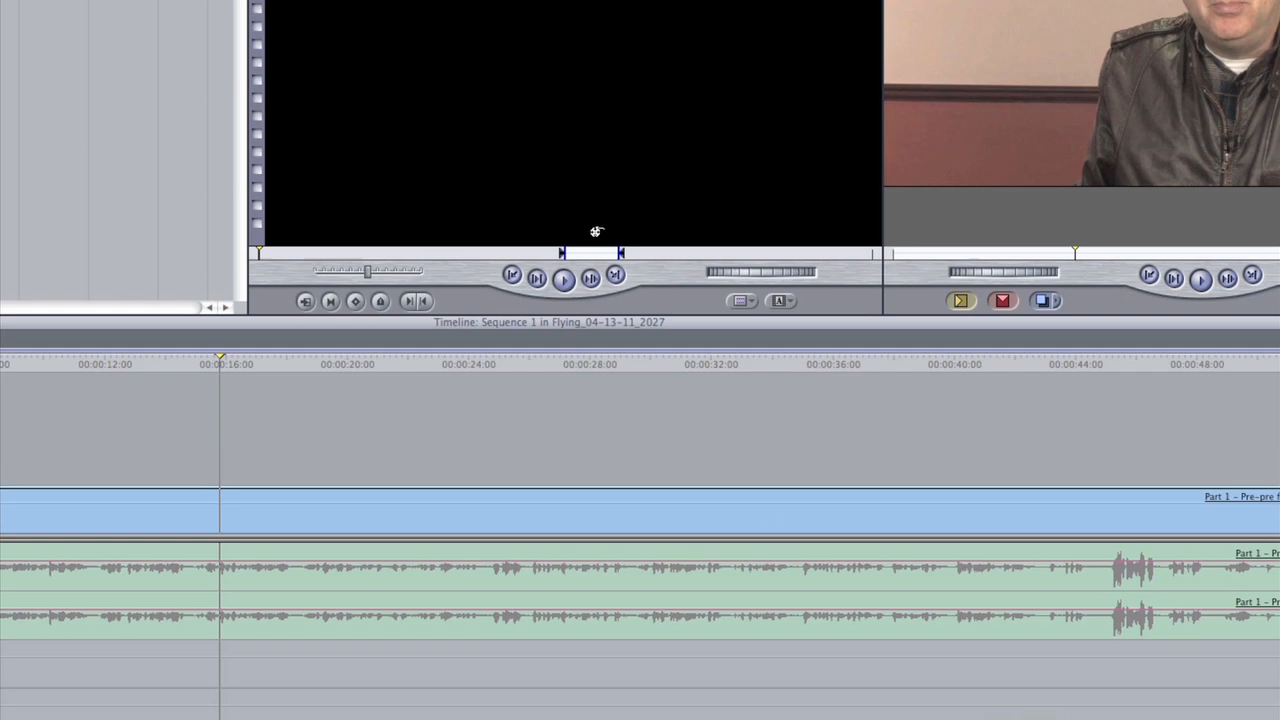 A
Timeline: Sequence 1 in Flying_04-13-11_2027
00 00:00:12:00 00:00:16:00 00:00:20:00 00:00:24:00 00:00:28:00 00:00:32:00 00:00:36:00 00:00:40:00 00:00:44:00 00:00:48:00
Part 1 - Pre-pre f
Part 1 - Pr
Part 1 - Pr